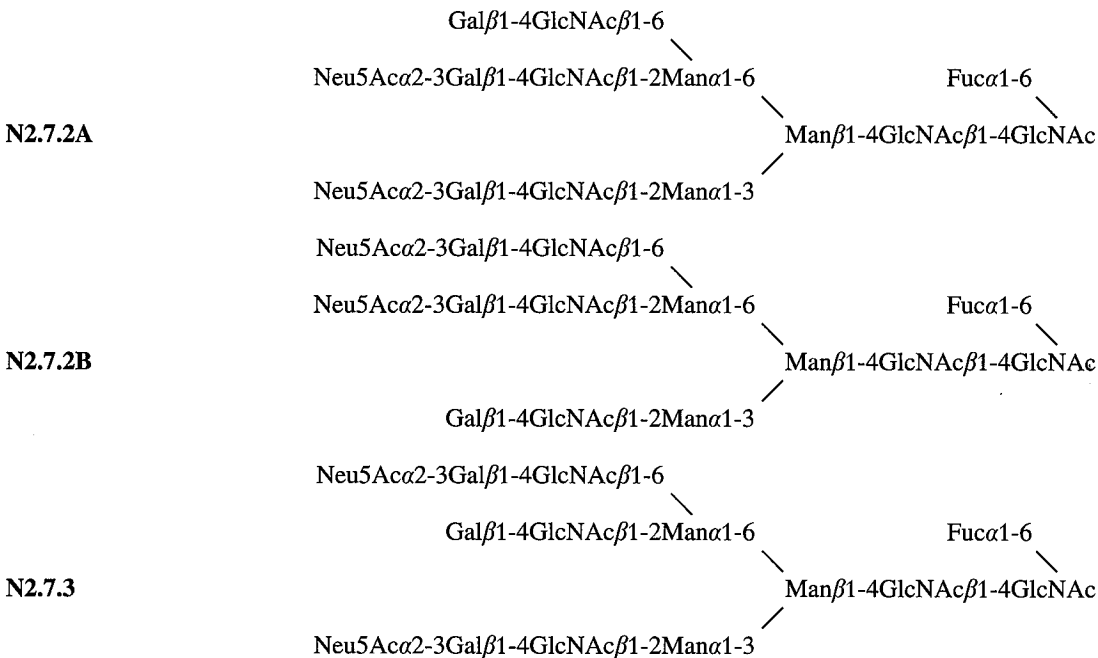 Galβ1-4GlcNAcβ1-6
Neu5Acα2-3Galβ1-4GlcNAcβ1-2Manα1-6 Fucα1-6
N2.7.2A Manβ1-4GlcNAcβ1-4GlcNAc
Neu5Acα2-3Galβ1-4GlcNAcβ1-2Manα1-3
Neu5Acα2-3Galβ1-4GlcNAcβ1-6
Neu5Acα2-3Galβ1-4GlcNAcβ1-2Manα1-6 Fucα1-6
N2.7.2B Manβ1-4GlcNAcβ1-4GlcNAc
Galβ1-4GlcNAcβ1-2Manα1-3
Neu5Acα2-3Galβ1-4GlcNAcβ1-6
Galβ1-4GlcNAcβ1-2Manα1-6 Fucα1-6
N2.7.3 Manβ1-4GlcNAcβ1-4GlcNAc
Neu5Acα2-3Galβ1-4GlcNAcβ1-2Manα1-3